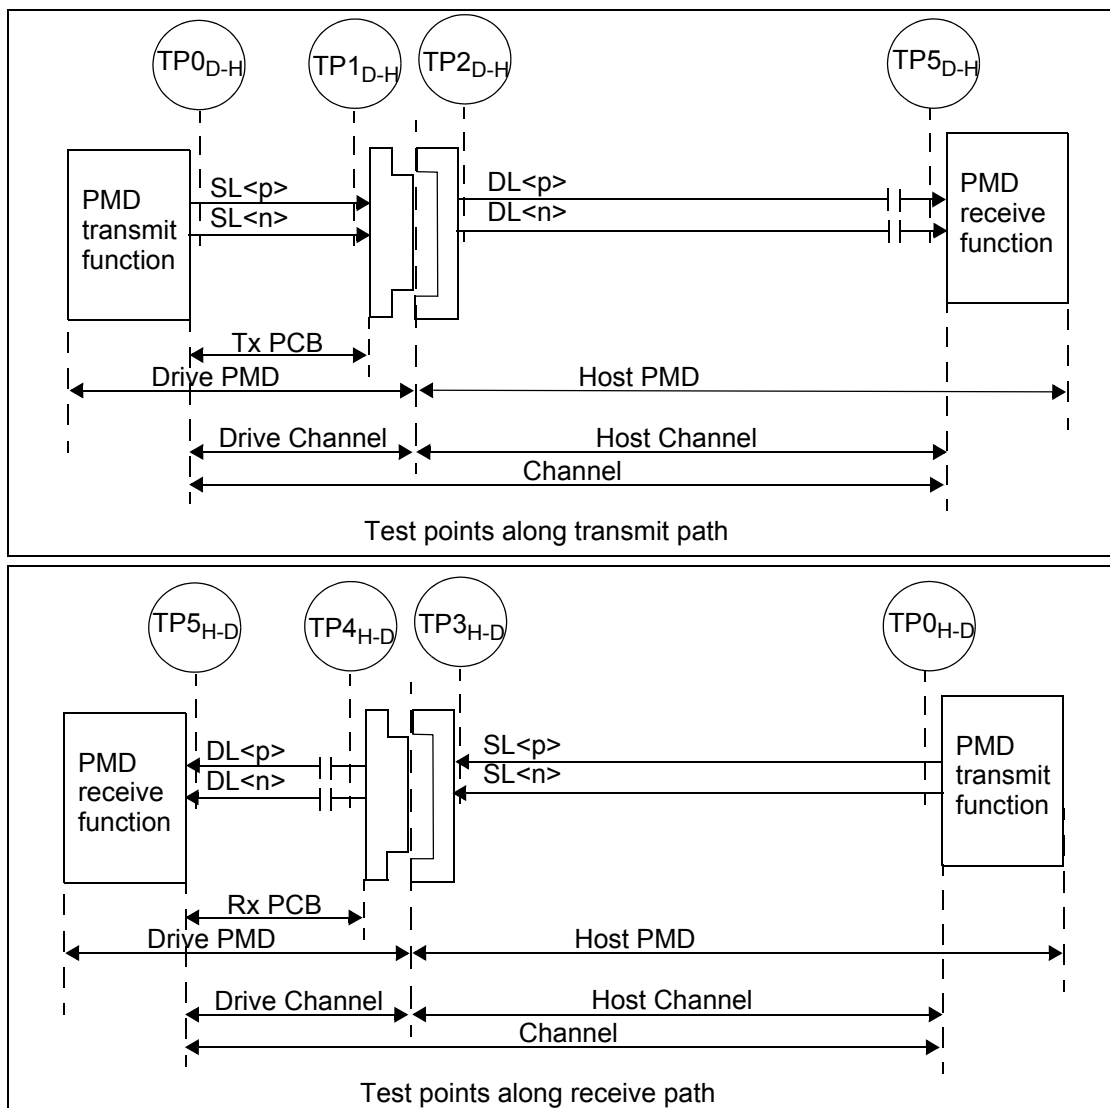 TP0D-H TP1D-H TP2D-H TP5D-H
PMD
transmit
function
SL<p>
SL<n>
DL<p>
DL<n>
PMD
receive
function
Tx PCB
Drive PMD
Host PMD
Drive Channel
Host Channel
Channel
Test points along transmit path
TP5H-D TP4H-D TP3H-D TP0H-D
PMD
receive
function
DL<p>
DL<n>
SL<p>
SL<n>
PMD
transmit
function
Rx PCB
Drive PMD
Host PMD
Drive Channel
Host Channel
Channel
Test points along receive path